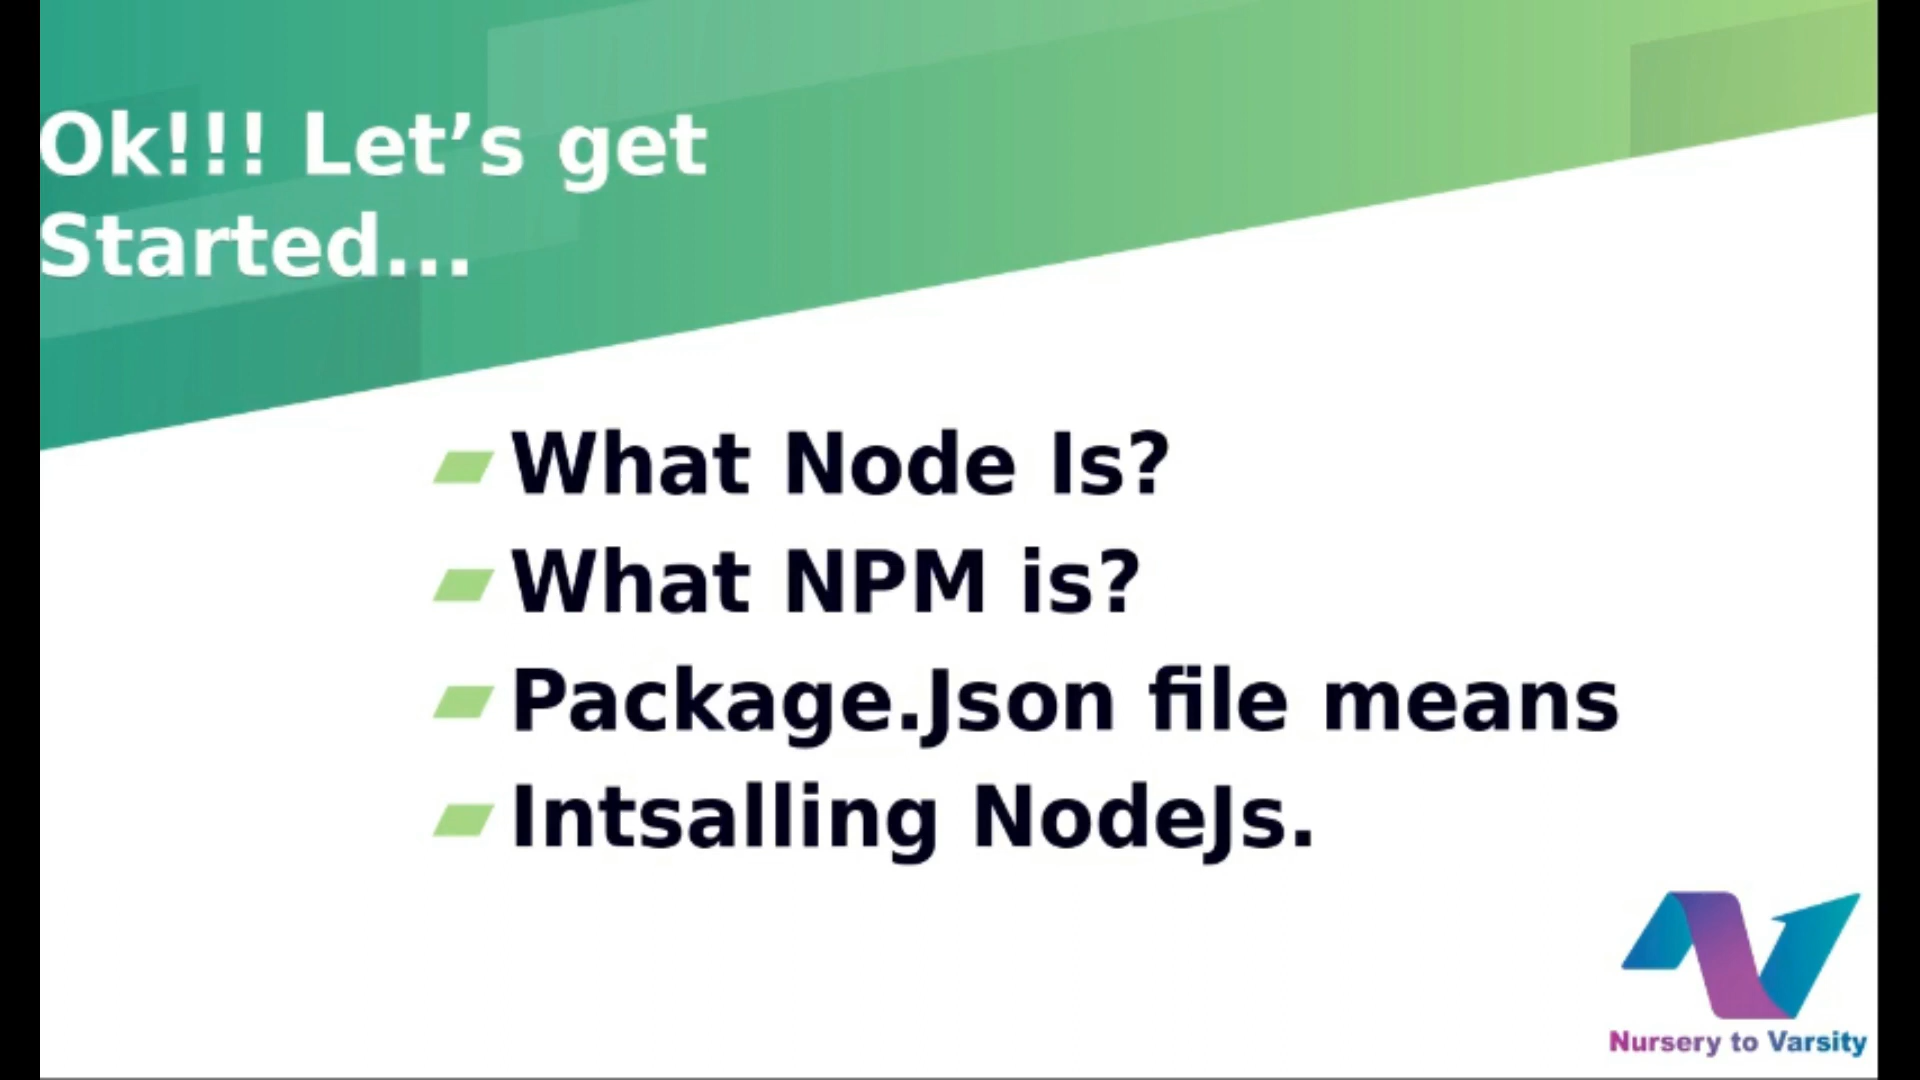 Ok!!! Let’s get
Started...
What Node Is?
What NPM is?
Package.Json file means
Intsalling NodeJs.
Nursery to Varsity